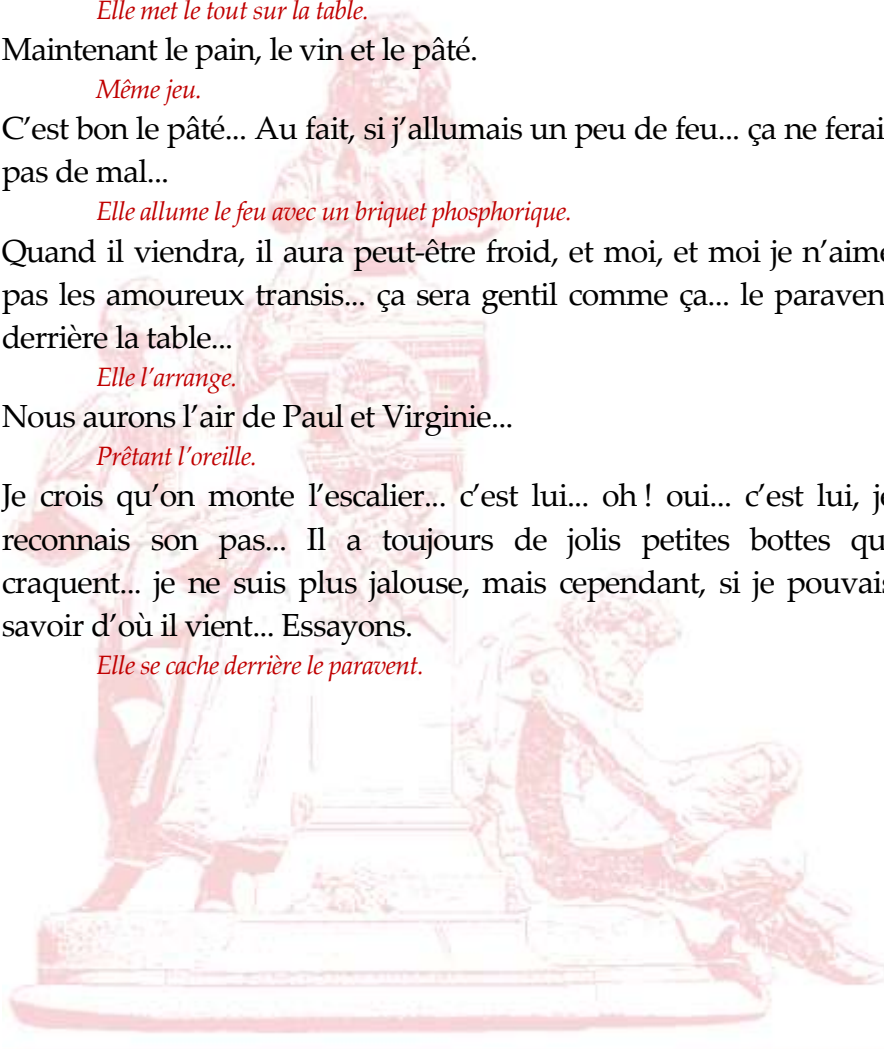 Elle met le tout sur la table.
Maintenant le pain, le vin et le pâté.
Même jeu.
C’est bon le pâté... Au fait, si j’allumais un peu de feu... ça ne ferai
pas de mal...
Elle allume le feu avec un briquet phosphorique.
Quand il viendra, il aura peut-être froid, et moi, et moi je n’aime
pas les amoureux transis... ça sera gentil comme ça... le paraven
derrière la table...
Elle l’arrange.
Nous aurons l’air de Paul et Virginie...
Prêtant l’oreille.
Je crois qu’on monte l’escalier... c’est lui... oh ! oui... c’est lui, je
reconnais son pas... Il a toujours de jolis petites bottes qu
craquent... je ne suis plus jalouse, mais cependant, si je pouvais
savoir d’où il vient... Essayons.
Elle se cache derrière le paravent.